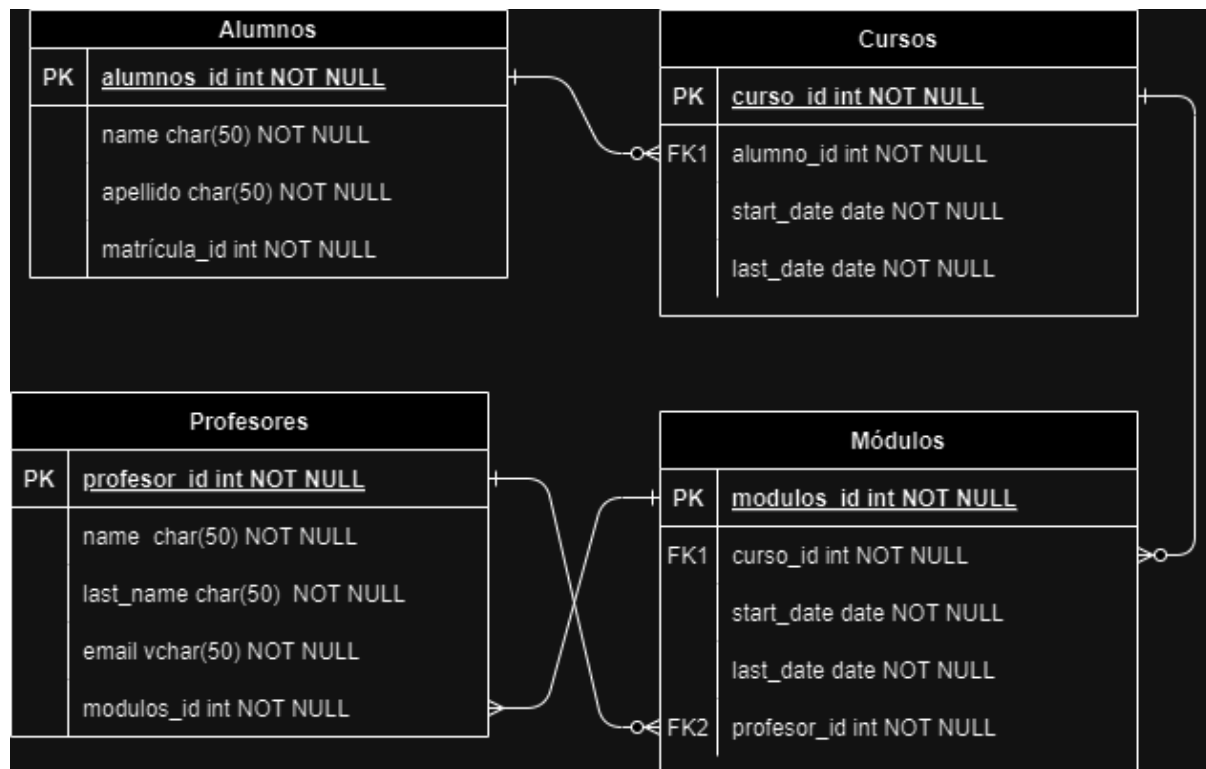 Alumnos
PK alumnos_id int NOT NULL
name char(50) NOT NULL
apellido char(50) NOT NULL
matrícula_id int NOT NULL
Cursos
PK curso_id int NOT NULL
FK1 alumno_id int NOT NULL
start_date date NOT NULL
last_date date NOT NULL
Profesores
PK profesor_id int NOT NULL
name char(50) NOT NULL
last_name char(50) NOT NULL
email vchar(50) NOT NULL
modulos_id int NOT NULL
Módulos
PK modulos_id int NOT NULL
FK1 curso_id int NOT NULL
start_date date NOT NULL
last_date date NOT NULL
FK2 profesor_id int NOT NULL